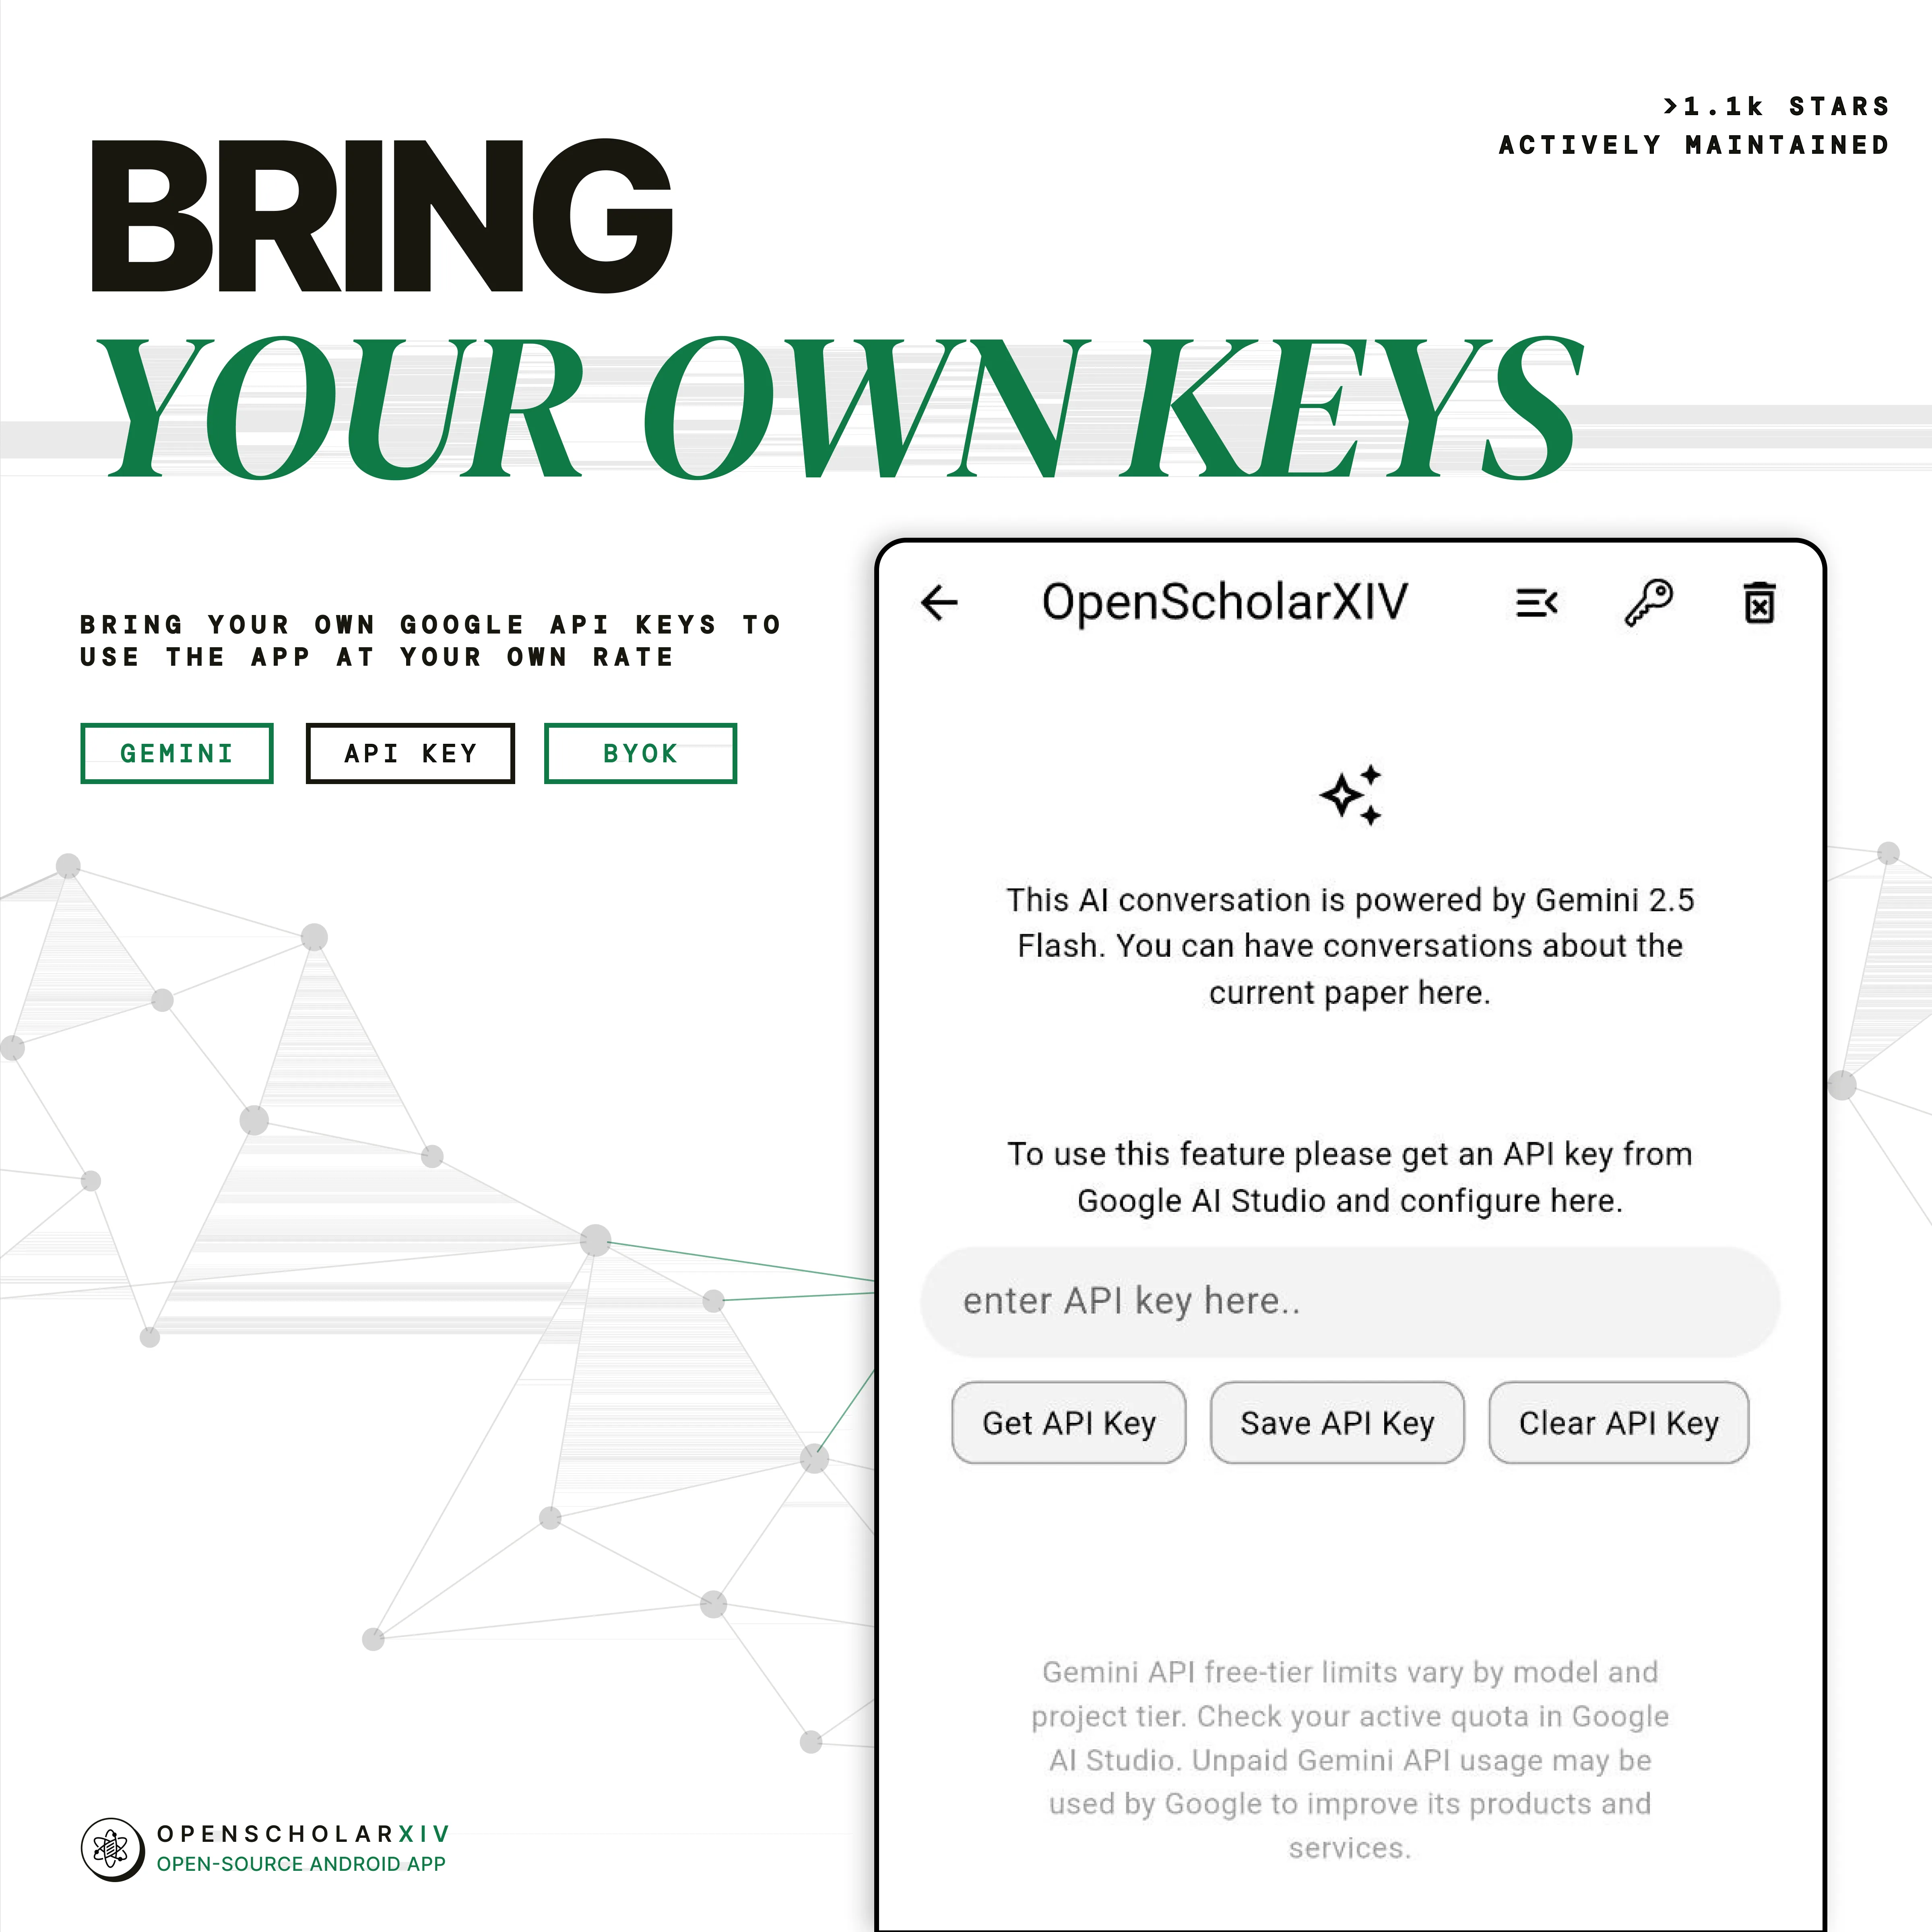 >1.1k STARS
ACTIVELY MAINTAINED
BRING
YOUR OWN KEYS
BRING YOUR OWN GOOGLE API KEYS TO
USE THE APP AT YOUR OWN RATE
GEMINI
API KEY
BYOK
OpenScholarXIV
This AI conversation is powered by Gemini 2.5
Flash. You can have conversations about the
current paper here.
To use this feature please get an API key from
Google AI Studio and configure here.
enter API key here..
Get API Key
Save API Key
Clear API Key
Gemini API free-tier limits vary by model and
project tier. Check your active quota in Google
AI Studio. Unpaid Gemini API usage may be
used by Google to improve its products and
services.
OPENSCHOLARXIV
OPEN-SOURCE ANDROID APP